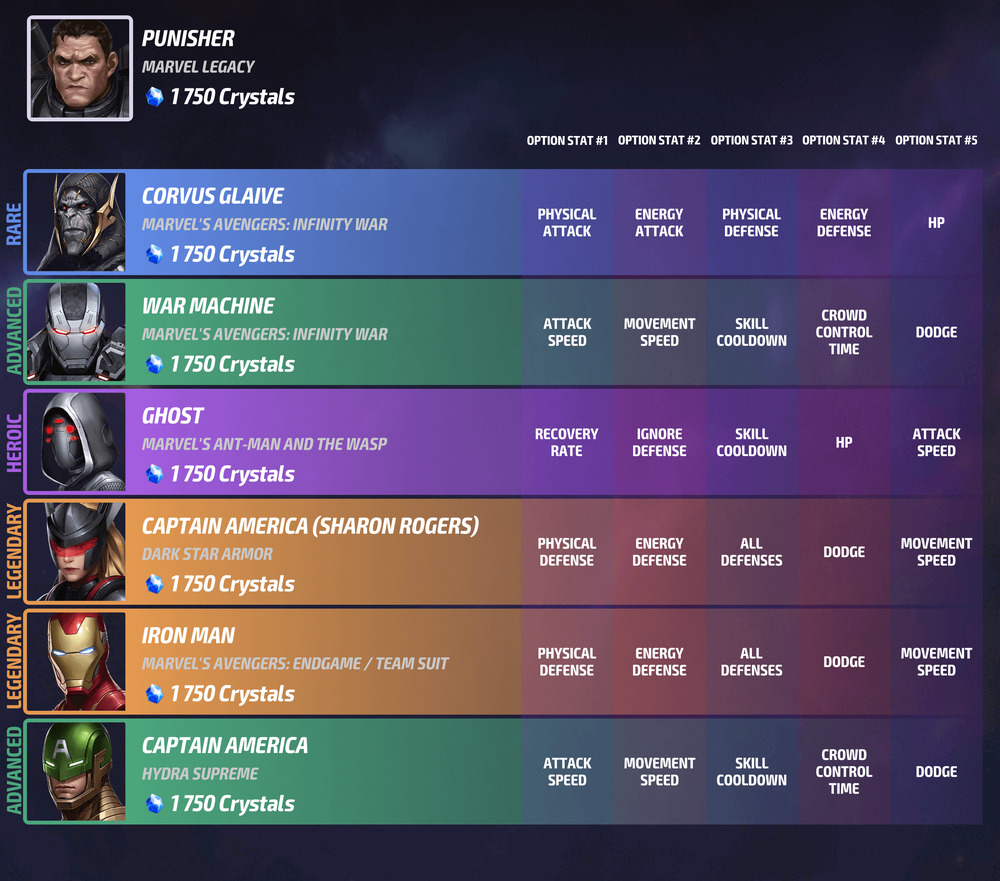 PUNISHER
MARVEL LEGACY
1 750 Crystals
OPTION STAT #1 OPTION STAT #2 OPTION STAT #3 OPTION STAT #4 OPTION STAT #5
RARE
CORVUS GLAIVE
MARVEL'S AVENGERS: INFINITY WAR
1 750 Crystals
PHYSICAL ATTACK
ENERGY ATTACK
PHYSICAL DEFENSE
ENERGY DEFENSE
HP
ADVANCED
WAR MACHINE
MARVEL'S AVENGERS: INFINITY WAR
1 750 Crystals
ATTACK SPEED
MOVEMENT SPEED
SKILL COOLDOWN
CROWD CONTROL TIME
DODGE
HEROIC
GHOST
MARVEL'S ANT-MAN AND THE WASP
1 750 Crystals
RECOVERY RATE
IGNORE DEFENSE
SKILL COOLDOWN
HP
ATTACK SPEED
LEGENDARY
CAPTAIN AMERICA (SHARON ROGERS)
DARK STAR ARMOR
1 750 Crystals
PHYSICAL DEFENSE
ENERGY DEFENSE
ALL DEFENSES
DODGE
MOVEMENT SPEED
LEGENDARY
IRON MAN
MARVEL'S AVENGERS: ENDGAME / TEAM SUIT
1 750 Crystals
PHYSICAL DEFENSE
ENERGY DEFENSE
ALL DEFENSES
DODGE
MOVEMENT SPEED
ADVANCED
CAPTAIN AMERICA
HYDRA SUPREME
1 750 Crystals
ATTACK SPEED
MOVEMENT SPEED
SKILL COOLDOWN
CROWD CONTROL TIME
DODGE